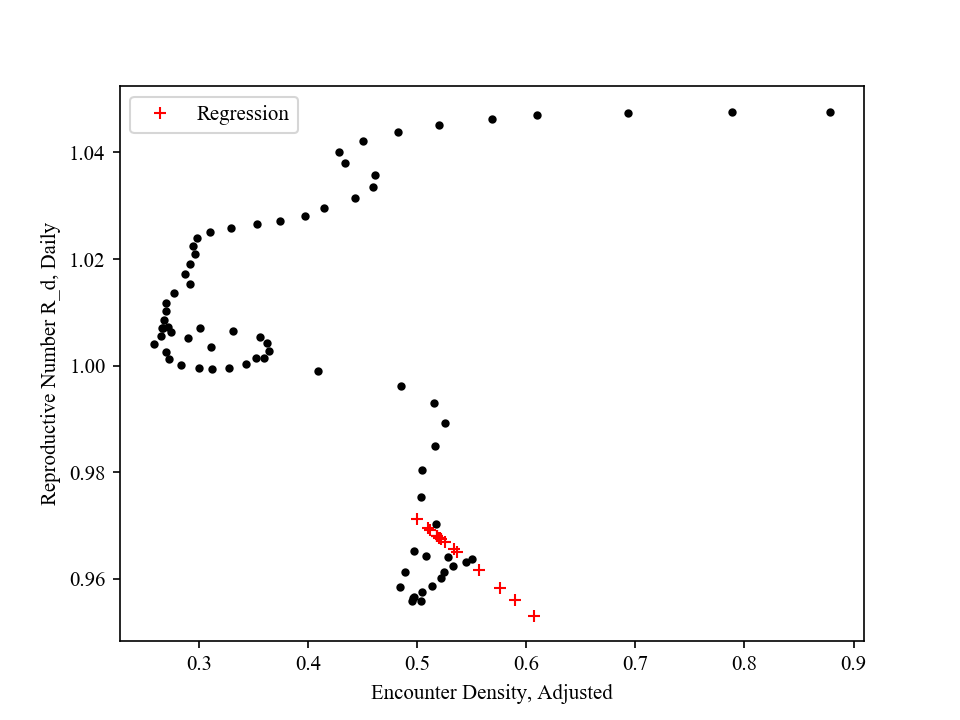 Regression
1.04
1.02
1.00
0.98
0.96
Reproductive Number R_d, Daily
0.3 0.4 0.5 0.6 0.7 0.8 0.9
Encounter Density, Adjusted